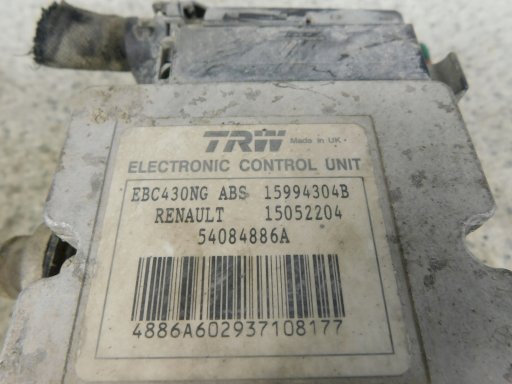 TRW Made in UK
ELECTRONIC CONTROL UNIT
EBC430NG ABS 15994304B
RENAULT 15052204
54084886A
4886A602937108177